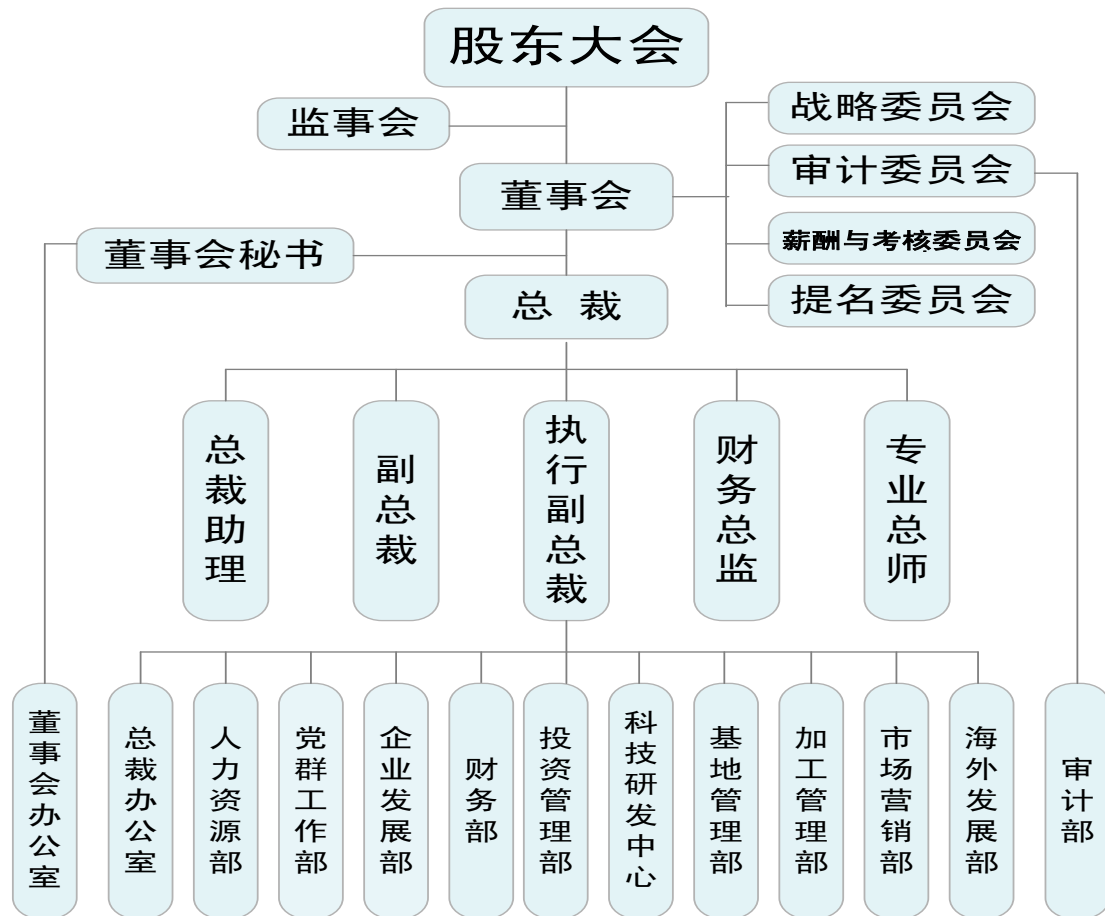 股东大会
监事会
战略委员会
审计委员会
董事会
董事会秘书
薪酬与考核委员会
提名委员会
总 裁
总裁助理
副总裁
执行副总裁
财务总监
专业总师
董事会办公室
总裁办公室
人力资源部
党群工作部
企业发展部
财务部
投资管理部
科技研发中心
基地管理部
加工管理部
市场营销部
海外发展部
审计部